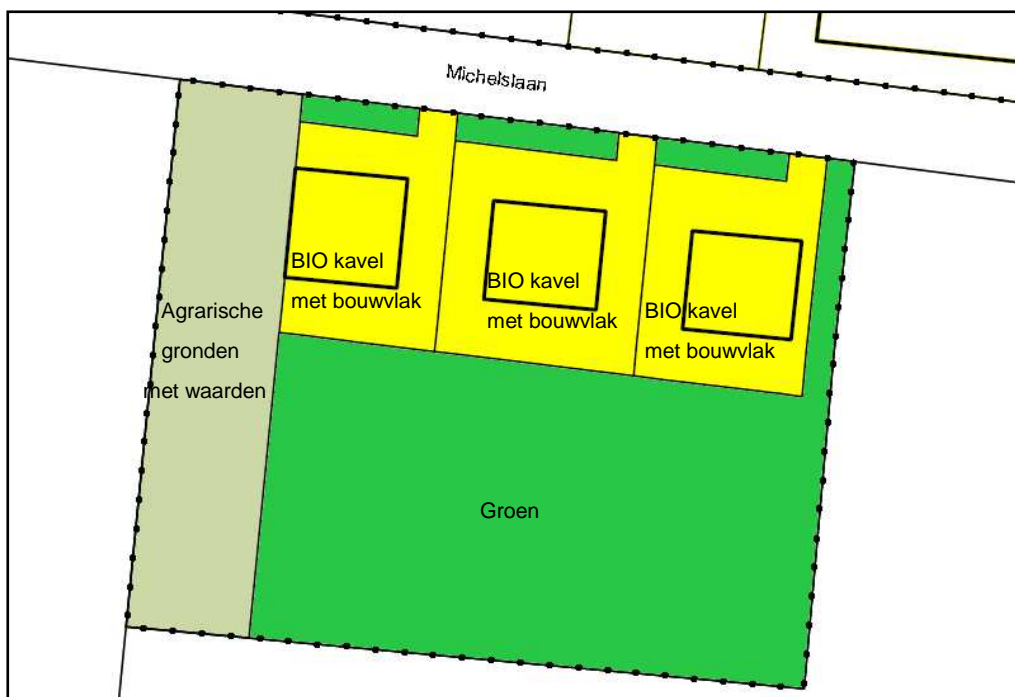 Michelslaan
BIO kavel
met bouwvlak
BIO kavel
met bouwvlak
BIO kavel
met bouwvlak
Agrarische
gronden
met waarden
Groen